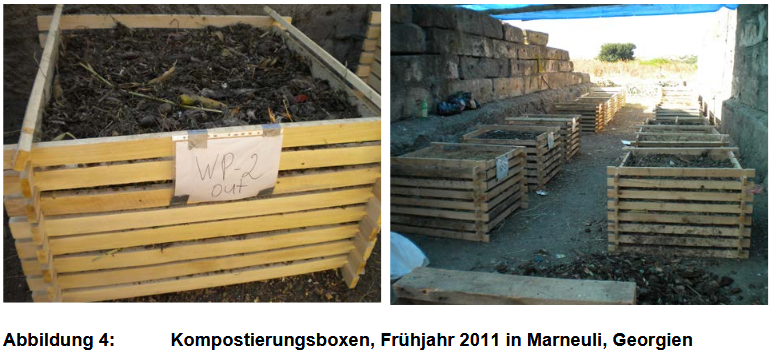 WP-2
out
Abbildung 4: Kompostierungsboxen, Frühjahr 2011 in Marneuli, Georgien